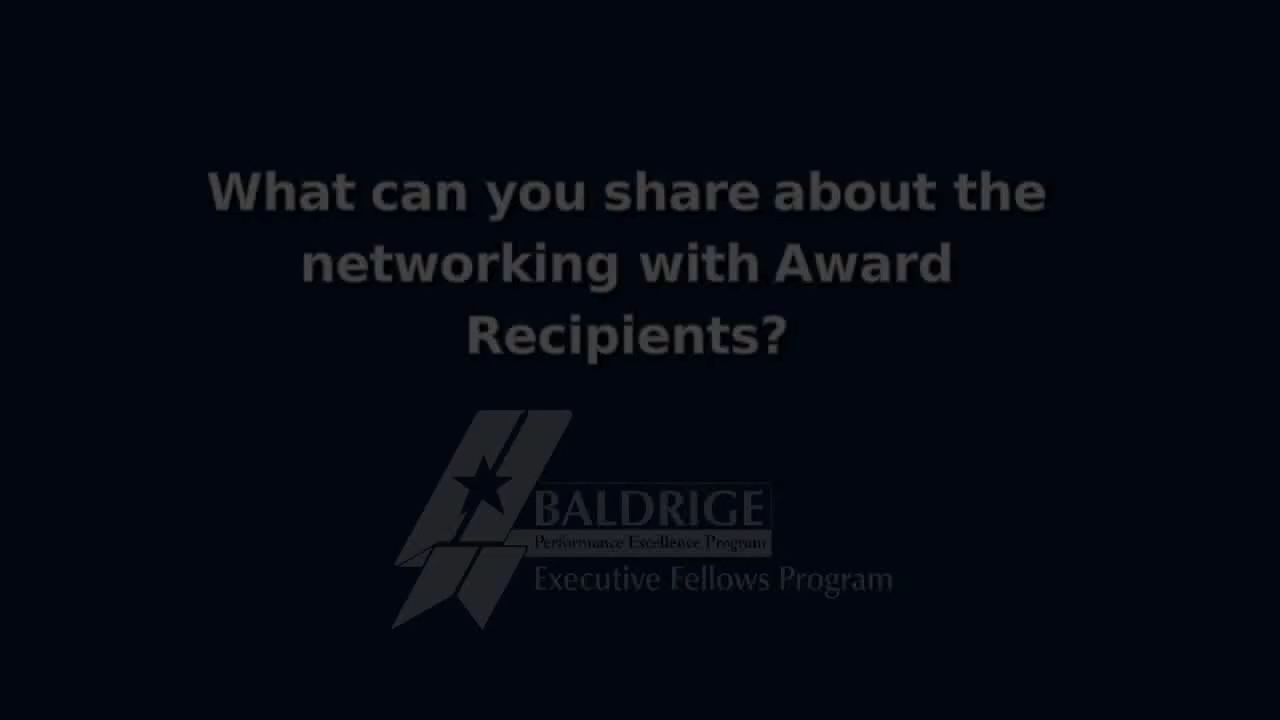 What can you share about the
networking with Award
Recipients?
BALDRIGE
Performance Excellence Program
Executive Fellows Program